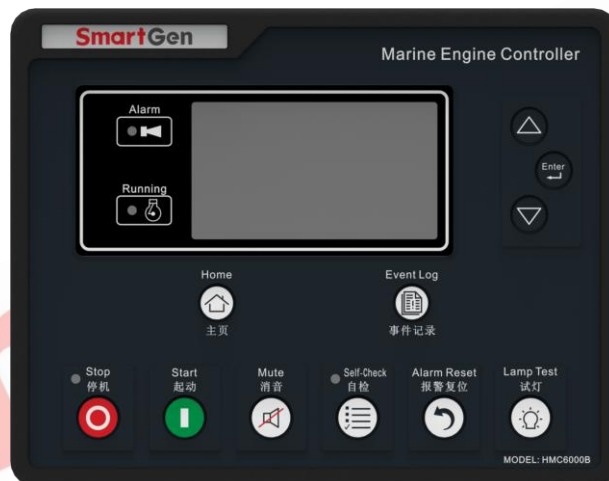 SmartGen
Marine Engine Controller
Alarm
Running
Enter
Home
主页
Event Log
事件记录
Stop
停机
Start
起动
Mute
消音
Self-Check
自检
Alarm Reset
报警复位
Lamp Test
试灯
MODEL: HMC6000B